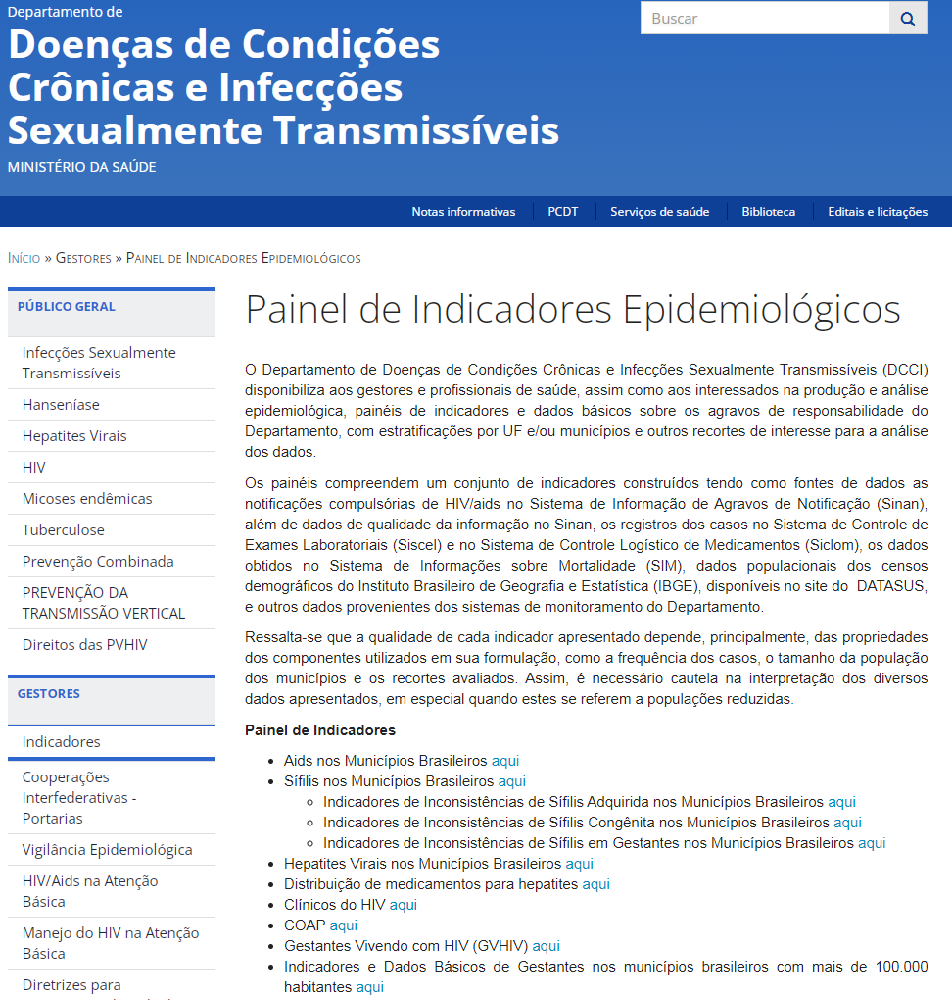 Departamento de
Doenças de Condições
Crônicas e Infecções
Sexualmente Transmissíveis
MINISTÉRIO DA SAÚDE
Buscar
Notas informativas
PCDT
Serviços de saúde
Biblioteca
Editais e licitações
Início » Gestores » Painel de Indicadores Epidemiológicos
PÚBLICO GERAL
Infecções Sexualmente
Transmissíveis
Hanseníase
Hepatites Virais
HIV
Micoses endêmicas
Tuberculose
Prevenção Combinada
PREVENÇÃO DA
TRANSMISSÃO VERTICAL
Direitos das PVHIV
GESTORES
Indicadores
Cooperações
Interfederativas -
Portarias
Vigilância Epidemiológica
HIV/Aids na Atenção
Básica
Manejo do HIV na Atenção
Básica
Diretrizes para
Painel de Indicadores Epidemiológicos
O Departamento de Doenças de Condições Crônicas e Infecções Sexualmente Transmissíveis (DCCI)
disponibiliza aos gestores e profissionais de saúde, assim como aos interessados na produção e análise
epidemiológica, painéis de indicadores e dados básicos sobre os agravos de responsabilidade do
Departamento, com estratificações por UF e/ou municípios e outros recortes de interesse para a análise
dos dados.
Os painéis compreendem um conjunto de indicadores construídos tendo como fontes de dados as
notificações compulsórias de HIV/aids no Sistema de Informação de Agravos de Notificação (Sinan),
além de dados de qualidade da informação no Sinan, os registros dos casos no Sistema de Controle de
Exames Laboratoriais (Siscel) e no Sistema de Controle Logístico de Medicamentos (Siclom), os dados
obtidos no Sistema de Informações sobre Mortalidade (SIM), dados populacionais dos censos
demográficos do Instituto Brasileiro de Geografia e Estatística (IBGE), disponíveis no site do DATASUS,
e outros dados provenientes dos sistemas de monitoramento do Departamento.
Ressalta-se que a qualidade de cada indicador apresentado depende, principalmente, das propriedades
dos componentes utilizados em sua formulação, como a frequência dos casos, o tamanho da população
dos municípios e os recortes avaliados. Assim, é necessário cautela na interpretação dos diversos
dados apresentados, em especial quando estes se referem a populações reduzidas.
Painel de Indicadores
Aids nos Municípios Brasileiros aqui
Sífilis nos Municípios Brasileiros aqui
Indicadores de Inconsistências de Sífilis Adquirida nos Municípios Brasileiros aqui
Indicadores de Inconsistências de Sífilis Congênita nos Municípios Brasileiros aqui
Indicadores de Inconsistências de Sífilis em Gestantes nos Municípios Brasileiros aqui
Hepatites Virais nos Municípios Brasileiros aqui
Distribuição de medicamentos para hepatites aqui
Clínicos do HIV aqui
COAP aqui
Gestantes Vivendo com HIV (GVHIV) aqui
Indicadores e Dados Básicos de Gestantes nos municípios brasileiros com mais de 100.000
habitantes aqui